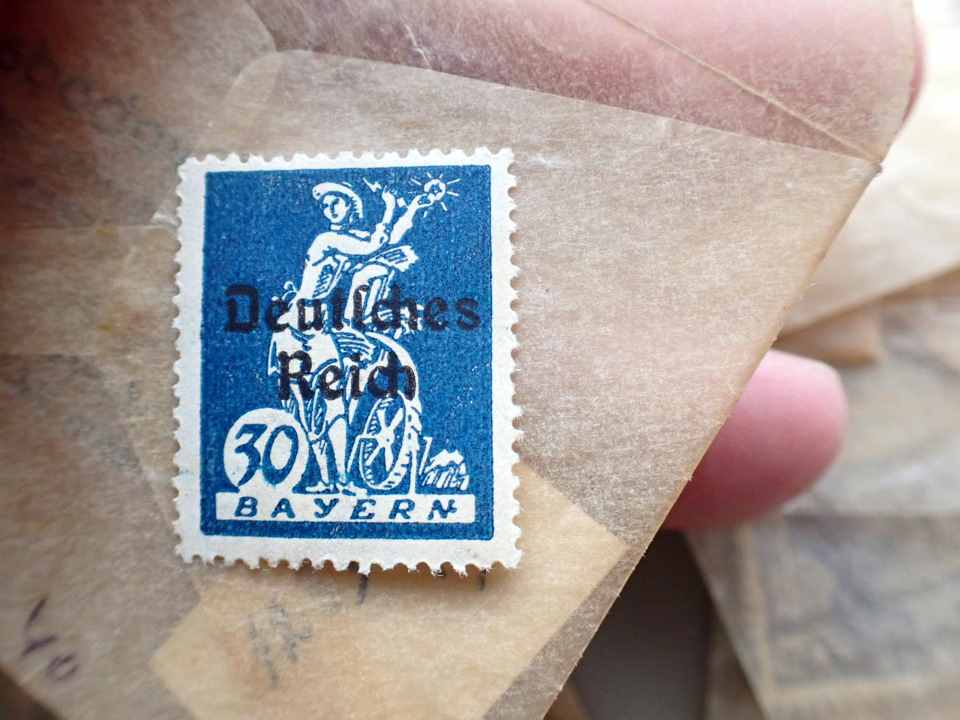 Deutſches
Reich
30
BAYERN